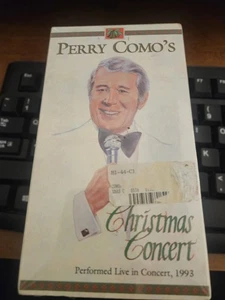 PERRY COMO'S
Christmas
Concert
Performed Live in Concert, 1993